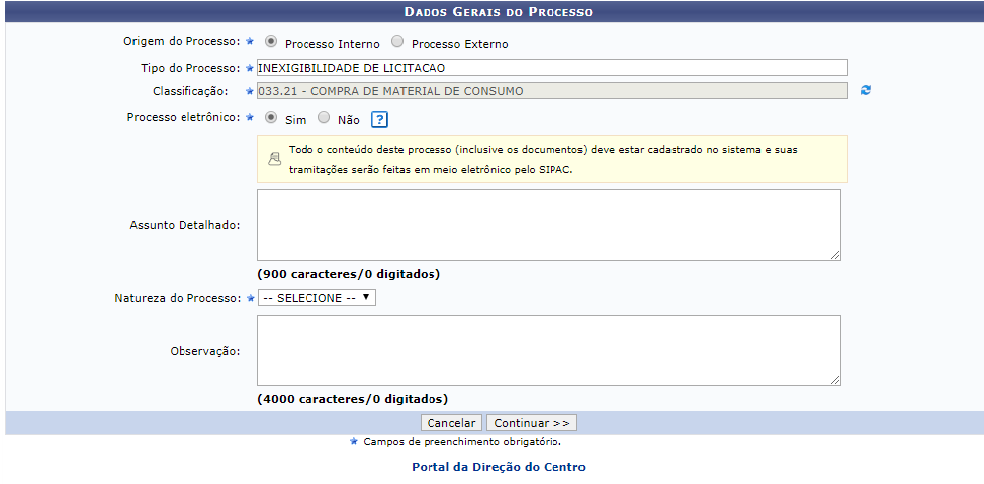 Dados Gerais do Processo
Origem do Processo: Processo Interno Processo Externo
Tipo do Processo: INEXIGIBILIDADE DE LICITACAO
Classificação: 033.21 - COMPRA DE MATERIAL DE CONSUMO
Processo eletrônico: Sim Não ?
Todo o conteúdo deste processo (inclusive os documentos) deve estar cadastrado no sistema e suas
tramitações serão feitas em meio eletrônico pelo SIPAC.
Assunto Detalhado:
(900 caracteres/0 digitados)
Natureza do Processo: -- SELECIONE --
Observação:
(4000 caracteres/0 digitados)
Cancelar Continuar >>
Campos de preenchimento obrigatório.
Portal da Direção do Centro